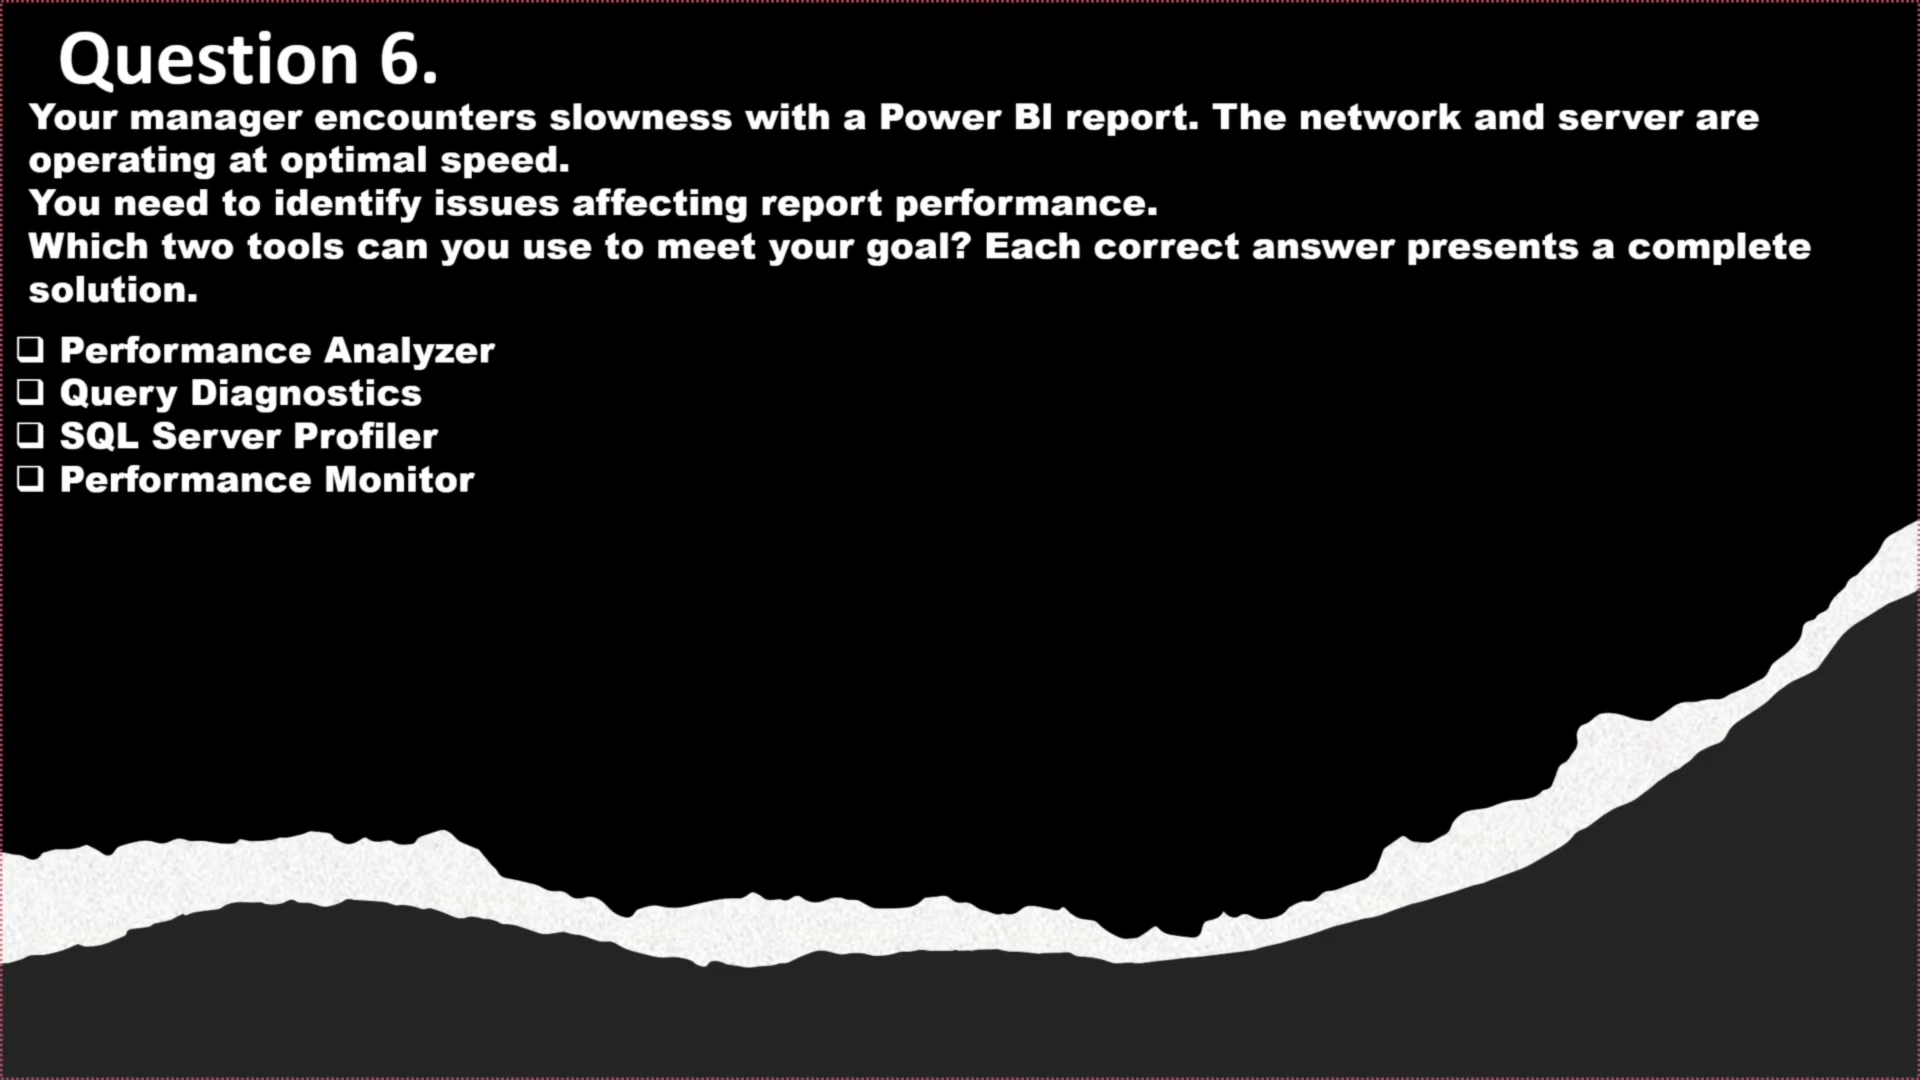 Question 6.
Your manager encounters slowness with a Power BI report. The network and server are
operating at optimal speed.
You need to identify issues affecting report performance.
Which two tools can you use to meet your goal? Each correct answer presents a complete
solution.
❑ Performance Analyzer
❑ Query Diagnostics
❑ SQL Server Profiler
❑ Performance Monitor